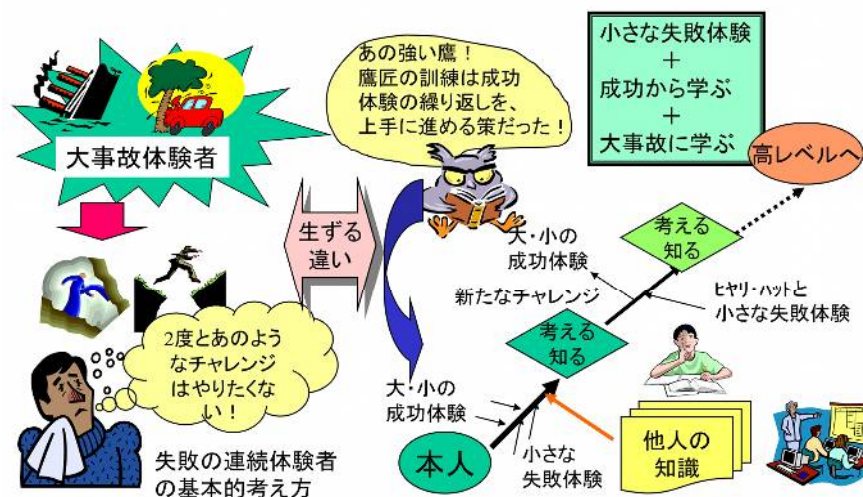 大事故体験者
2度とあのよう
なチャレンジ
はやりたくな
い!
失敗の連続体験者
の基本的考え方
生ずる
違い
あの強い鷹!
鷹匠の訓練は成功
体験の繰り返しを、
上手に進める策だった!
小さな失敗体験
+
成功から学ぶ
+
大事故に学ぶ
高レベルへ
考える
知る
大・小の
成功体験
新たなチャレンジ
ヒヤリ・ハットと
小さな失敗体験
考える
知る
大・小の
成功体験
小さな
失敗体験
本人
他人の
知識